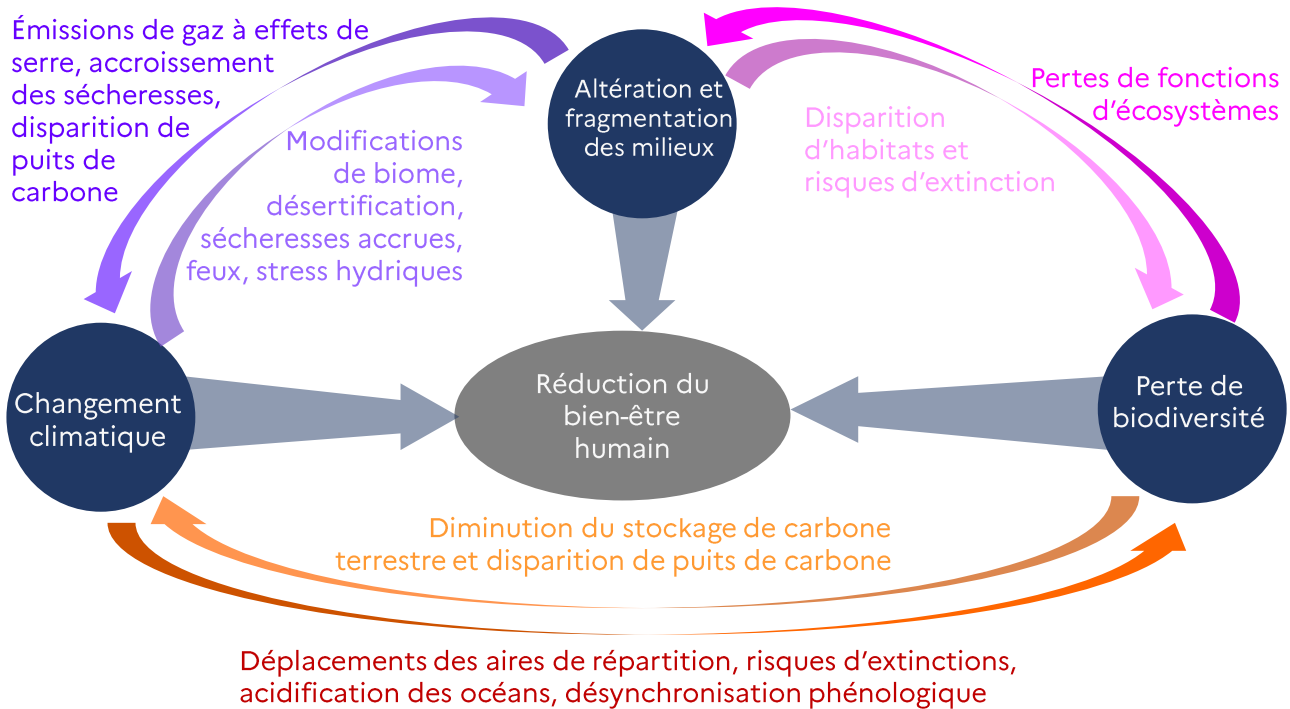 Émissions de gaz à effets de
serre, accroissement
des sécheresses,
disparition de
puits de
carbone
Modifications
de biome,
désertification,
sécheresses accrues,
feux, stress hydriques
Altération et
fragmentation
des milieux
Pertes de fonctions
d'écosystèmes
Disparition
d'habitats et
risques d'extinction
Changement
climatique
Réduction du
bien-être
humain
Perte de
biodiversité
Diminution du stockage de carbone
terrestre et disparition de puits de carbone
Déplacements des aires de répartition, risques d'extinctions,
acidification des océans, désynchronisation phénologique